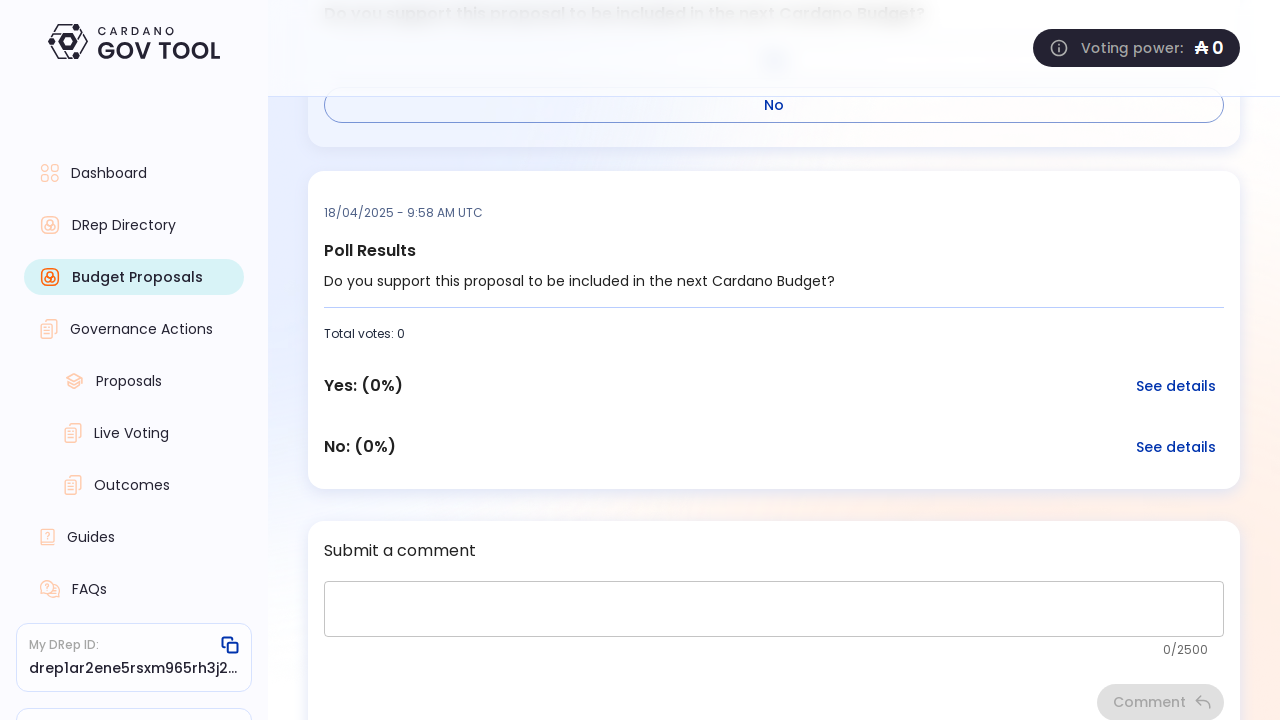 Do you support this proposal to be included in the next Cardano Budget?
CARDANO
GOV TOOL
Voting power: ₳ 0
No
Dashboard
DRep Directory
Budget Proposals
Governance Actions
Proposals
Live Voting
Outcomes
Guides
FAQs
My DRep ID:
drep1ar2ene5rsxm965rh3j2...
18/04/2025 - 9:58 AM UTC
Poll Results
Do you support this proposal to be included in the next Cardano Budget?
Total votes: 0
Yes: (0%)
See details
No: (0%)
See details
Submit a comment
0/2500
Comment